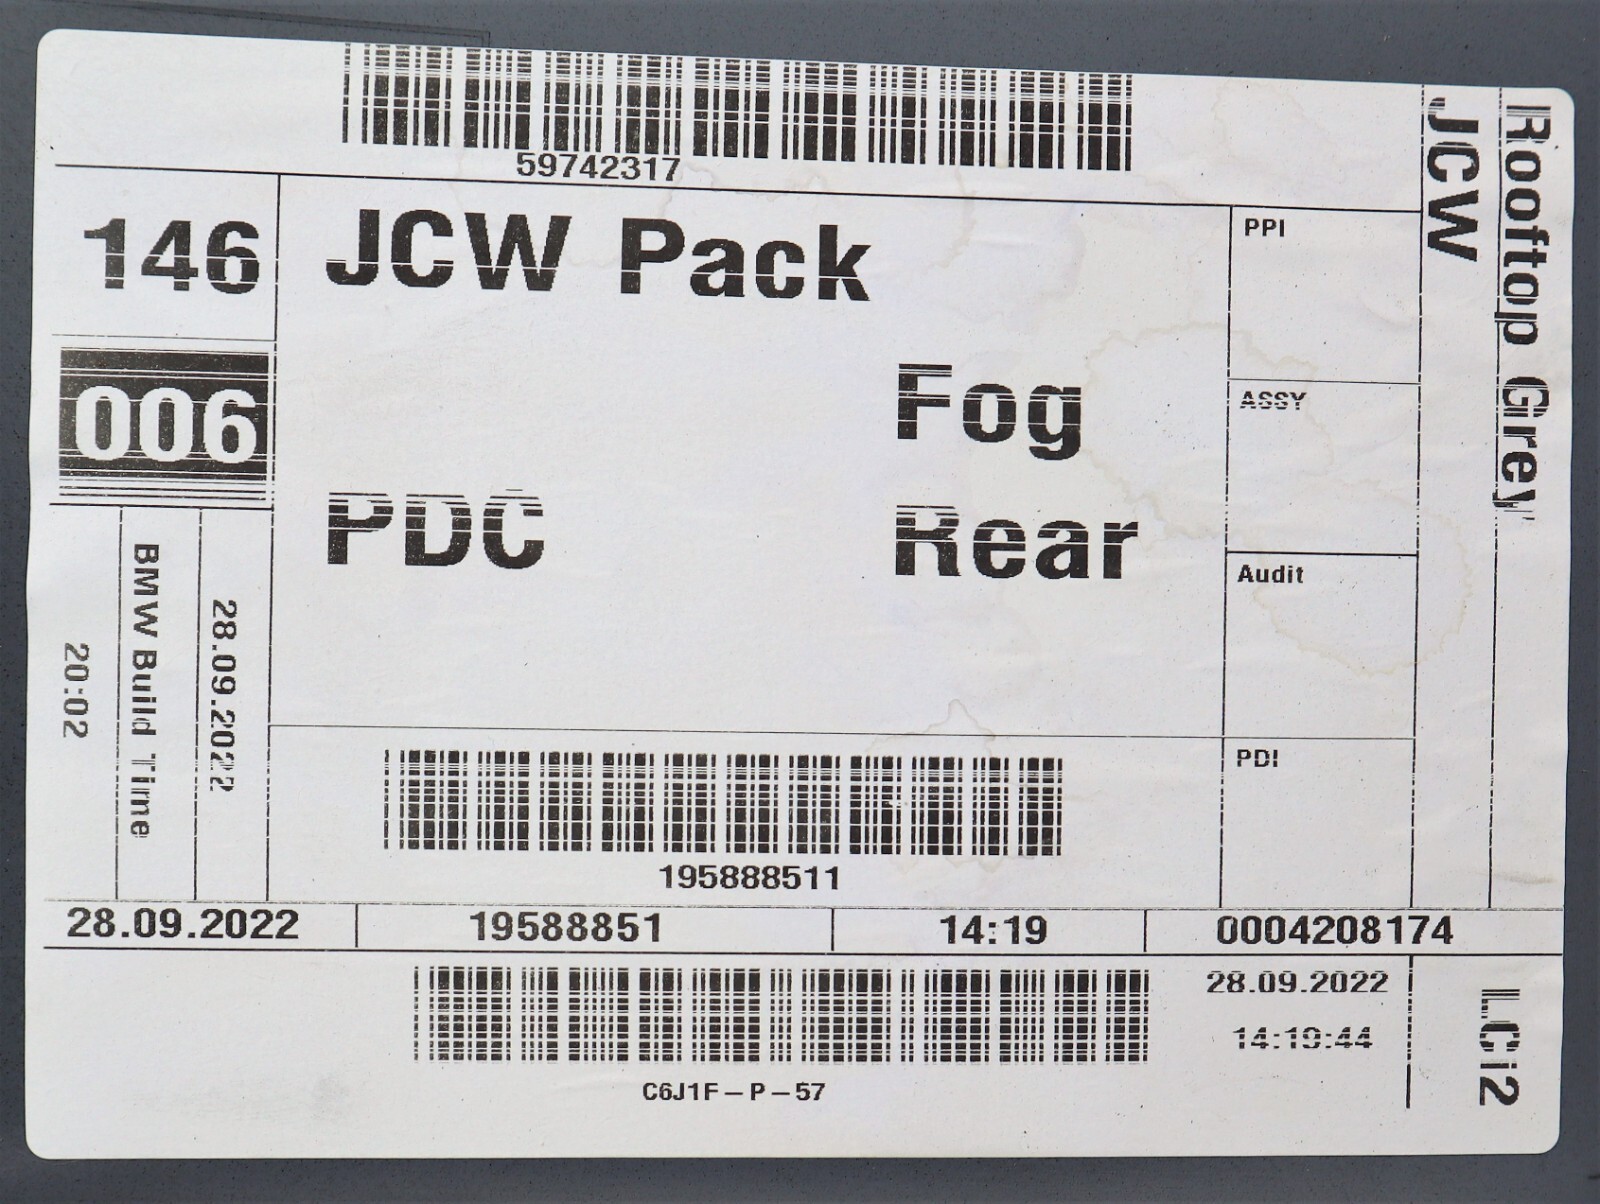 59742317
146
JCW Pack
PPI
JCW
Rooftop Grey
006
Fog
ASSY
PDC
Rear
Audit
28.09.2022
BMW Build Time
20:02
PDI
195888511
28.09.2022 19588851 14:19 0004208174
28.09.2022
14:19:44
LCi2
C6J1F-P-57